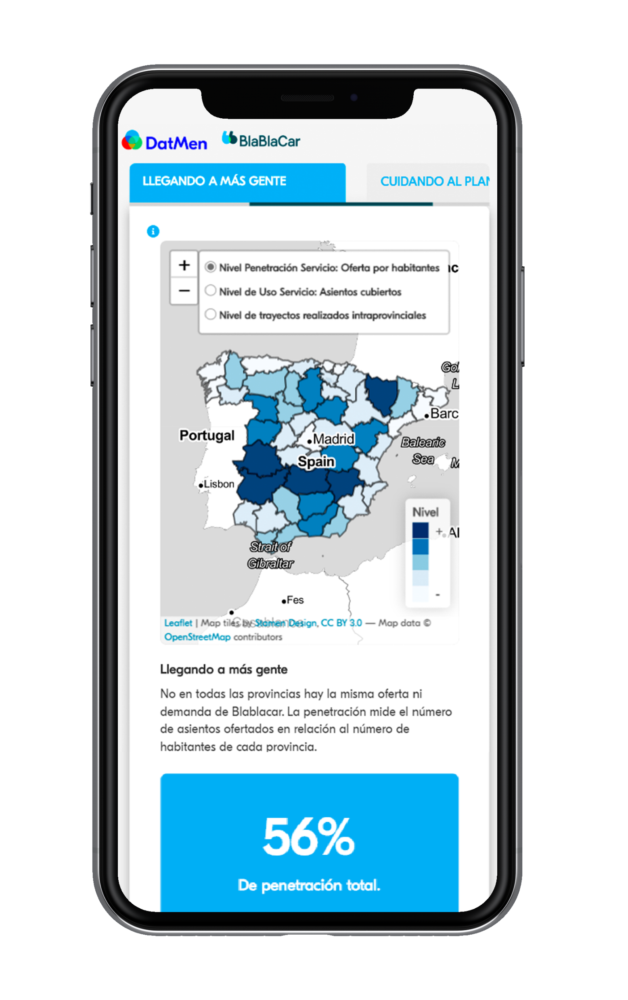 DatMen
BlaBlaCar
LLEGANDO A MÁS GENTE
CUIDANDO AL PLAN
+
−
Nivel Penetración Servicio: Oferta por habitantes
Nivel de Uso Servicio: Asientos cubiertos
Nivel de trayectos realizados intraprovinciales
Portugal
Madrid
Spain
Lisbon
Barc
Balearic
Sea
M
Strait of
Gibraltar
Nivel
+
-
Al
Fes
Casablanca
Leaflet | Map tiles by Stamen Design, CC BY 3.0 — Map data ©
OpenStreetMap contributors
Llegando a más gente
No en todas las provincias hay la misma oferta ni
demanda de Blablacar. La penetración mide el número
de asientos ofertados en relación al número de
habitantes de cada provincia.
56%
De penetración total.